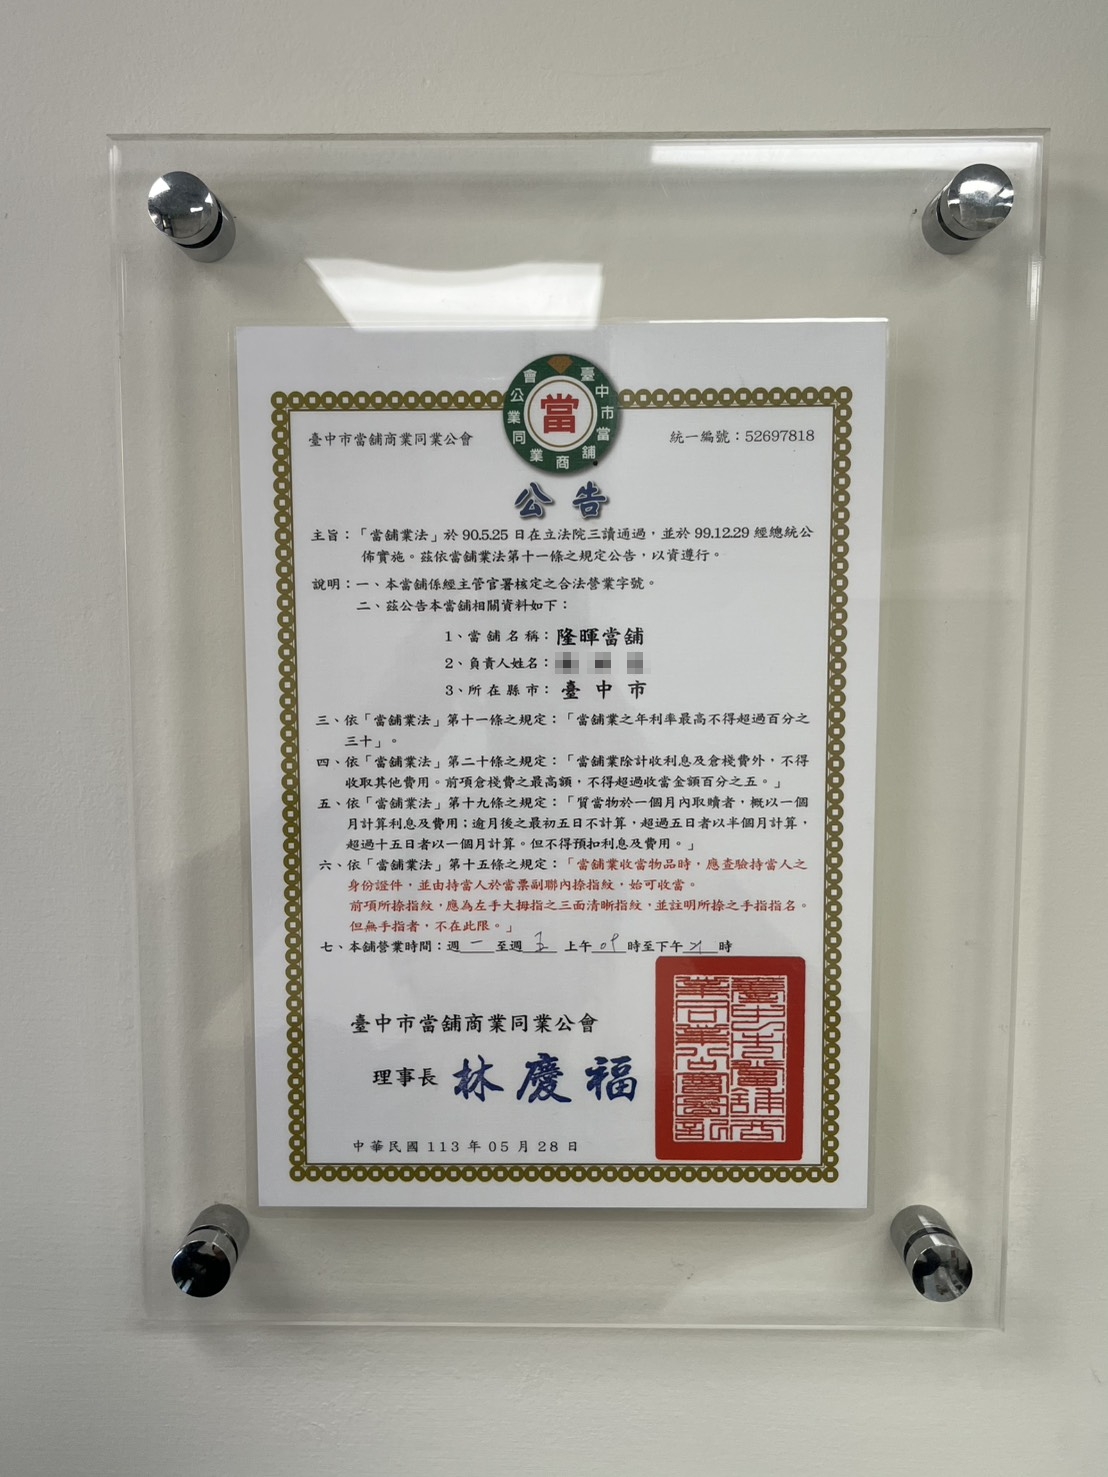 臺中市當舖商業同業公會
當
臺中市當舖商業同業公會
統一編號：52697818
公告
主旨：「當舖業法」於 90.5.25 日在立法院三讀通過，並於 99.12.29 經總統公
佈實施。茲依當舖業法第十一條之規定公告，以資遵行。
說明：一、本當舖係經主管官署核定之合法營業字號。
二、茲公告本當舖相關資料如下：
1、當舖名稱：隆暉當舖
2、負責人姓名：
3、所在縣市：臺中市
三、依「當舖業法」第十一條之規定：「當舖業之年利率最高不得超過百分之
三十」。
四、依「當舖業法」第二十條之規定：「當舖業除計收利息及倉棧費外，不得
收取其他費用。前項倉棧費之最高額，不得超過收當金額百分之五。」
五、依「當舖業法」第十九條之規定：「質當物於一個月內取贖者，概以一個
月計算利息及費用；逾月後之最初五日不計算，超過五日者以半個月計算，
超過十五日者以一個月計算。但不得預扣利息及費用。」
六、依「當舖業法」第十五條之規定：「當舖業收當物品時，應查驗持當人之
身份證件，並由持當人於當票副聯內捺指紋，始可收當。
前項所捺指紋，應為左手大拇指之三面清晰指紋，並註明所捺之手指指名。
但無手指者，不在此限。」
七、本舖營業時間：週一至週五 上午09時至下午時
臺中市當舖商業同業公會
理事長 林慶福
中華民國 113 年 05 月 28 日